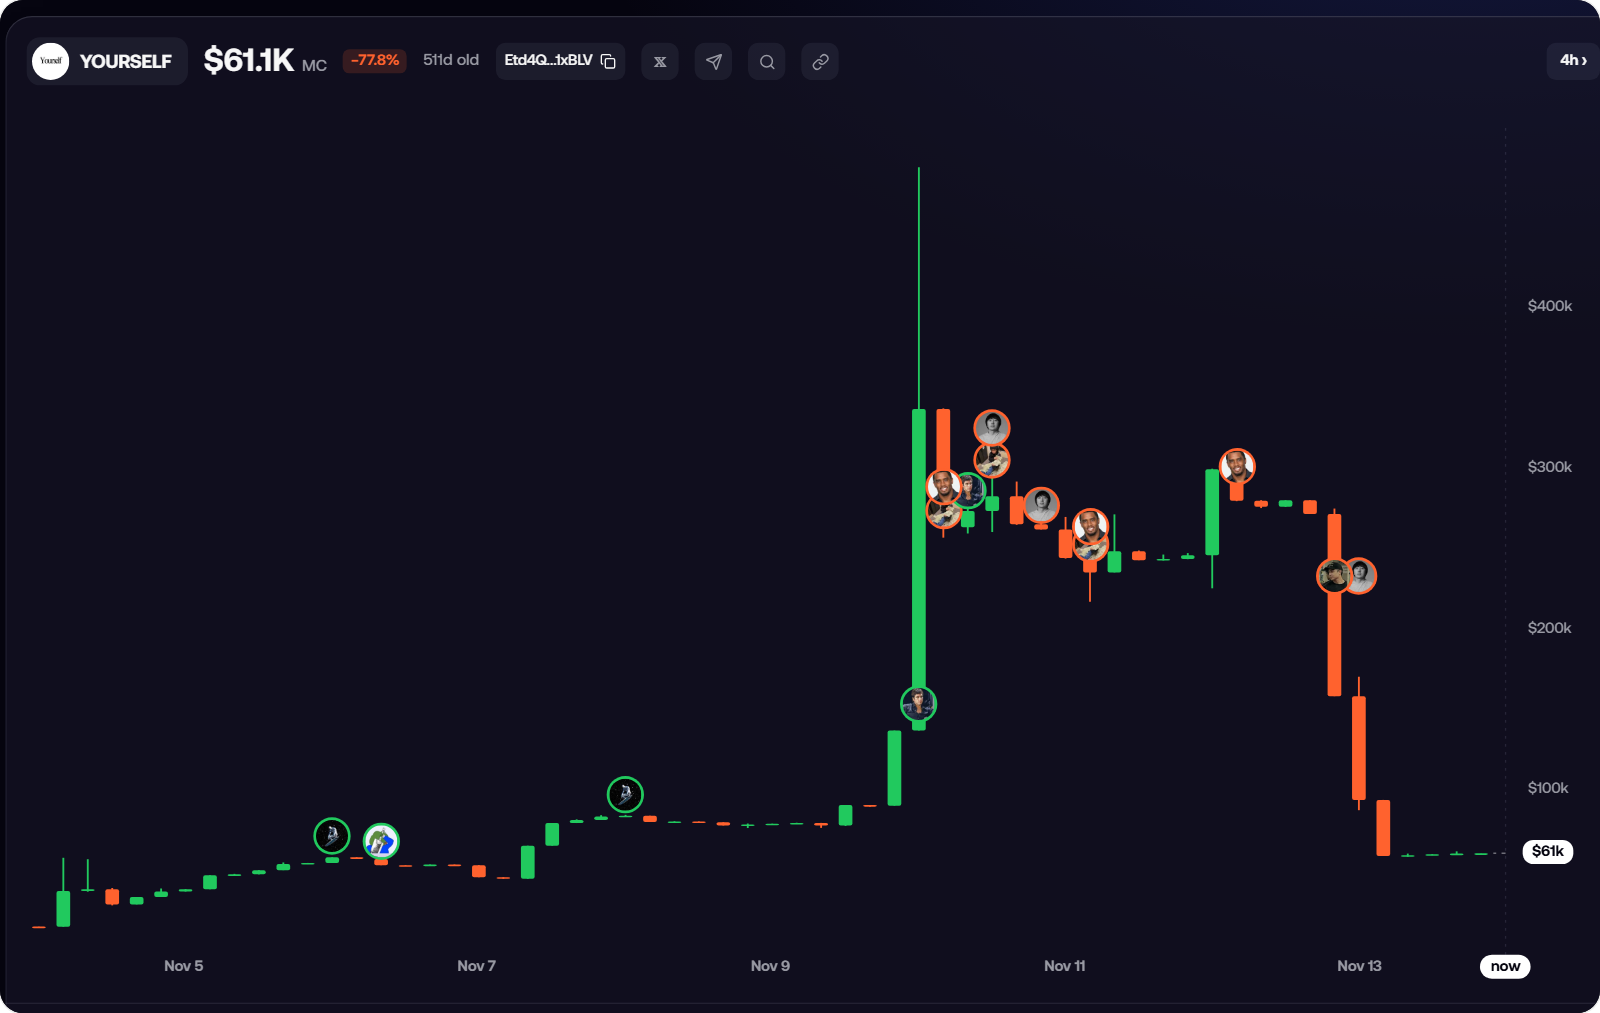 Yourself YOURSELF $61.1K MC -77.8% 511d old Etd4Q...1xBLV 4h ›
$400k
$300k
$200k
$100k
$61k
Nov 5 Nov 7 Nov 9 Nov 11 Nov 13 now